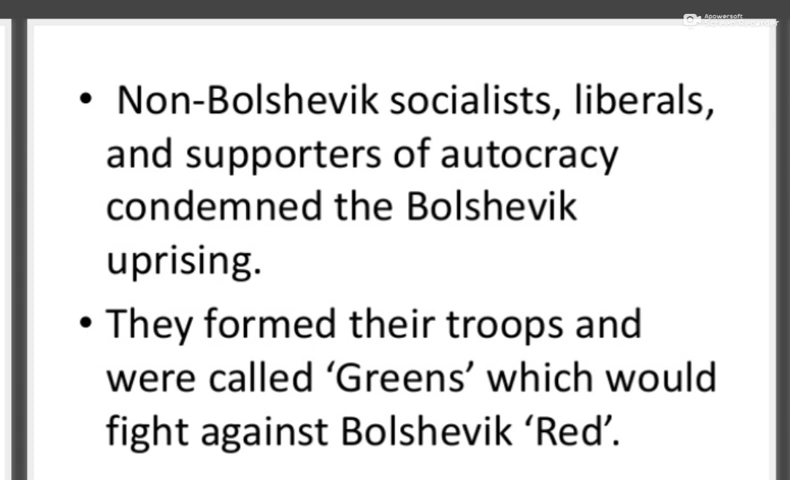 Apowersoft
• Non-Bolshevik socialists, liberals,
and supporters of autocracy
condemned the Bolshevik
uprising.
• They formed their troops and
were called ‘Greens’ which would
fight against Bolshevik ‘Red’.